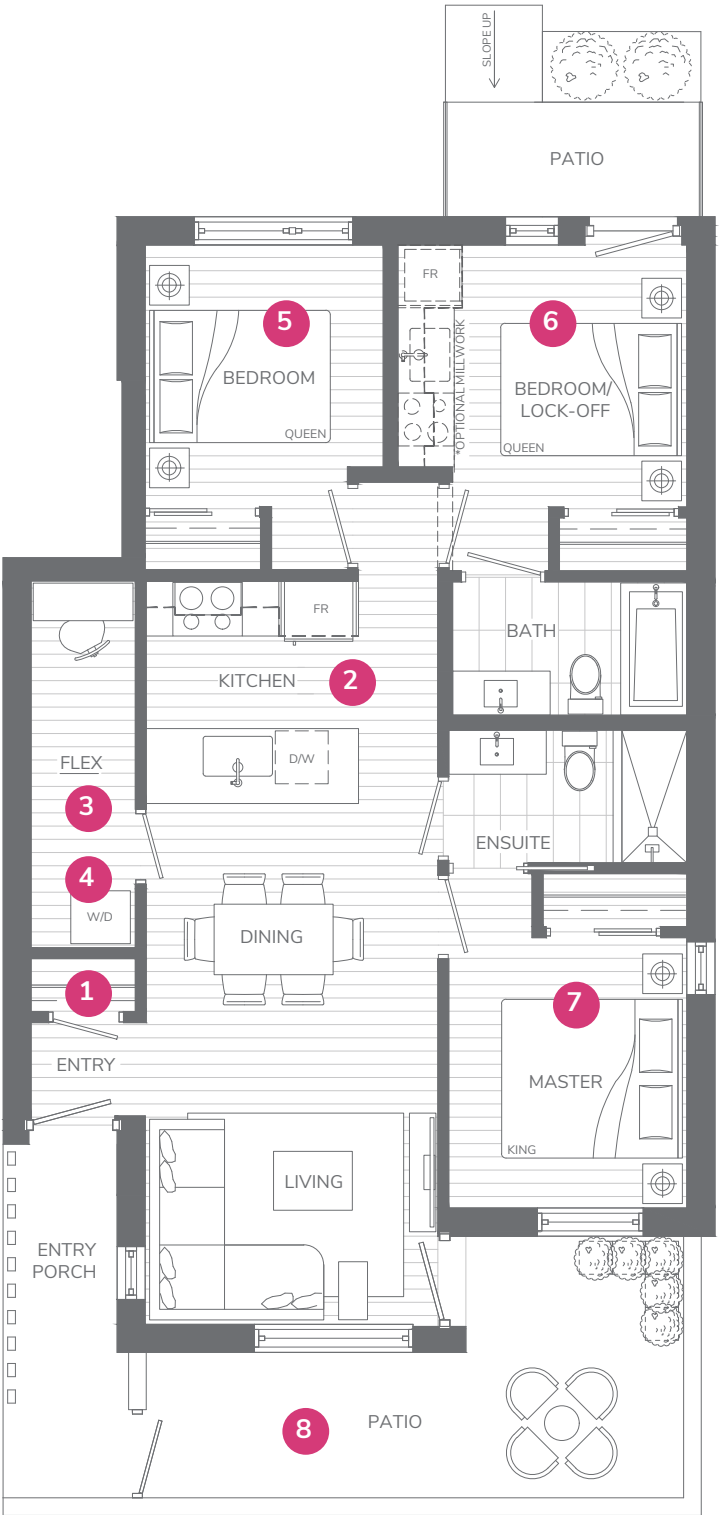 SLOPE UP
PATIO
FR
5
6
*OPTIONAL MILLWORK
BEDROOM
BEDROOM/
LOCK-OFF
QUEEN
QUEEN
FR
BATH
KITCHEN
2
D/W
FLEX
3
ENSUITE
4
W/D
DINING
1
7
ENTRY
MASTER
KING
LIVING
ENTRY
PORCH
8
PATIO